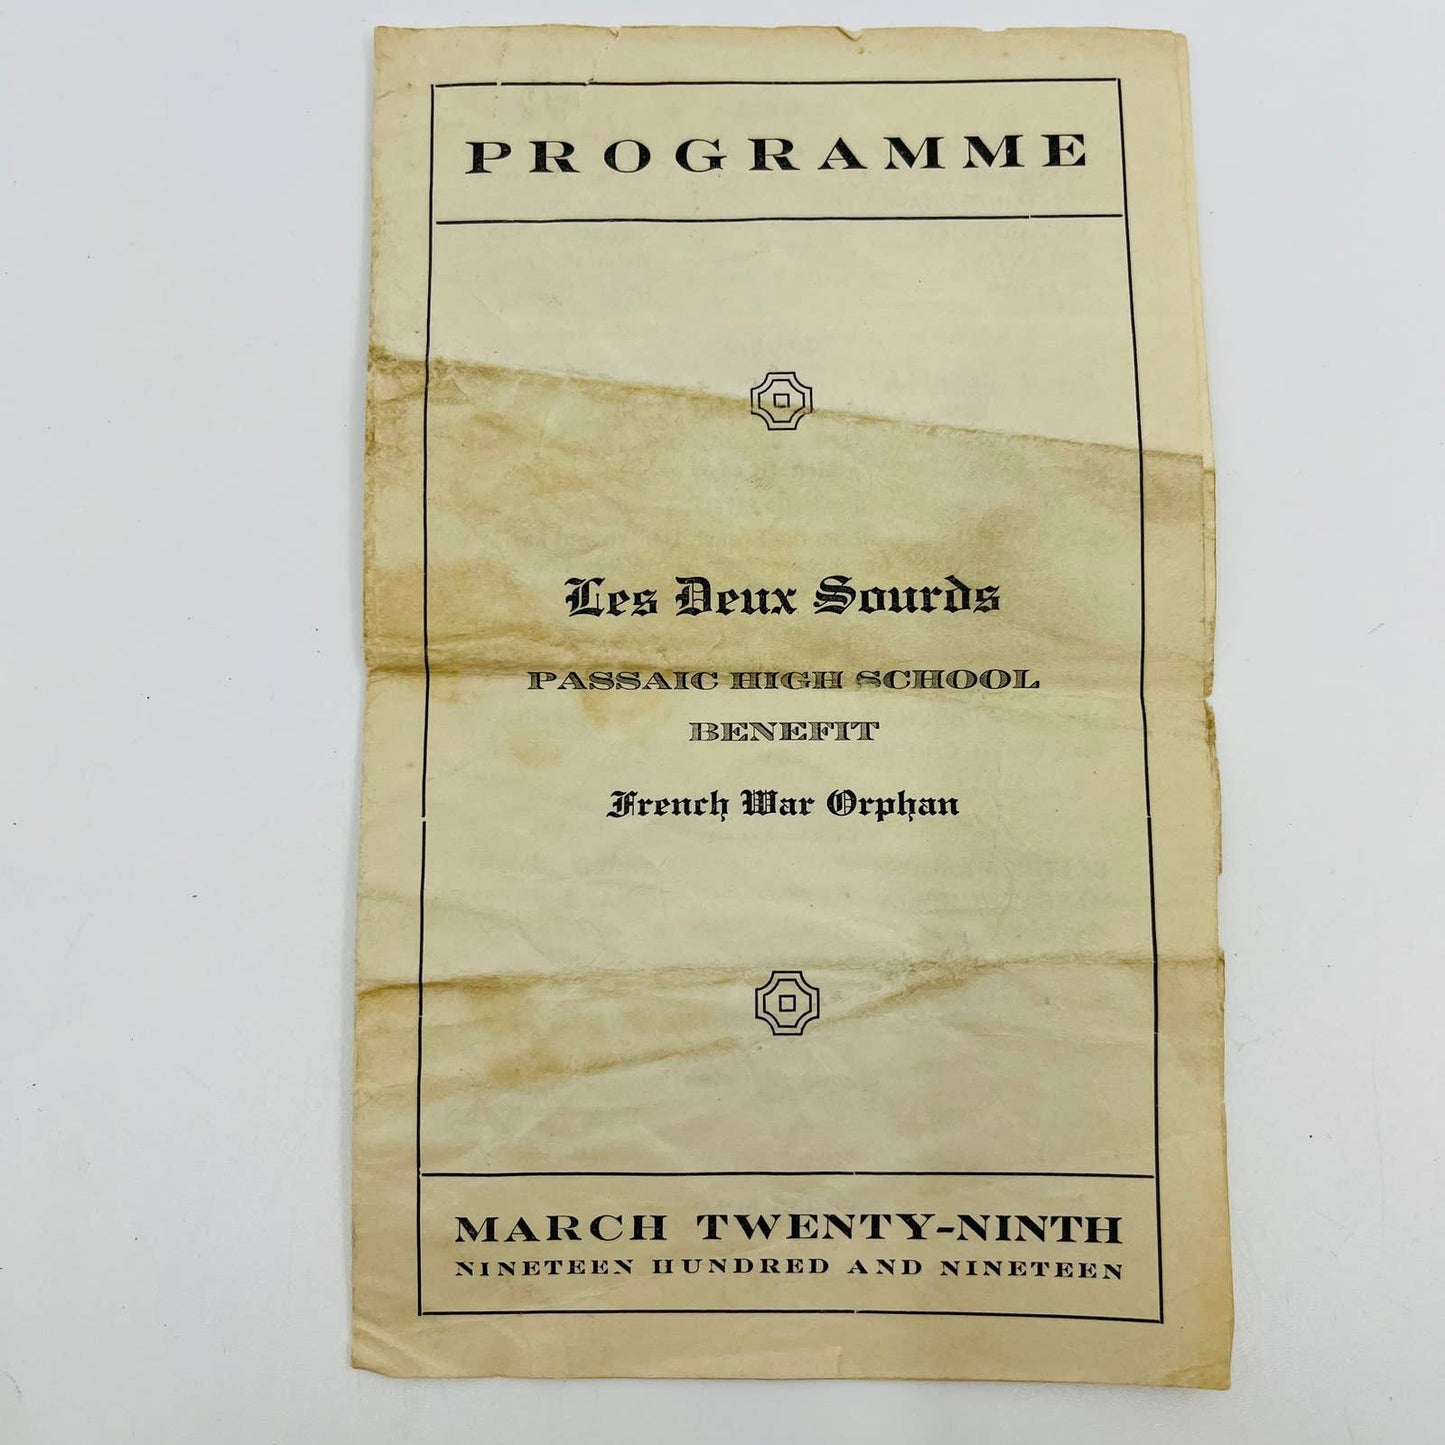 PROGRAMME
Les Deux Sourds
PASSAIC HIGH SCHOOL
BENEFIT
French War Orphan
MARCH TWENTY-NINTH
NINETEEN HUNDRED AND NINETEEN